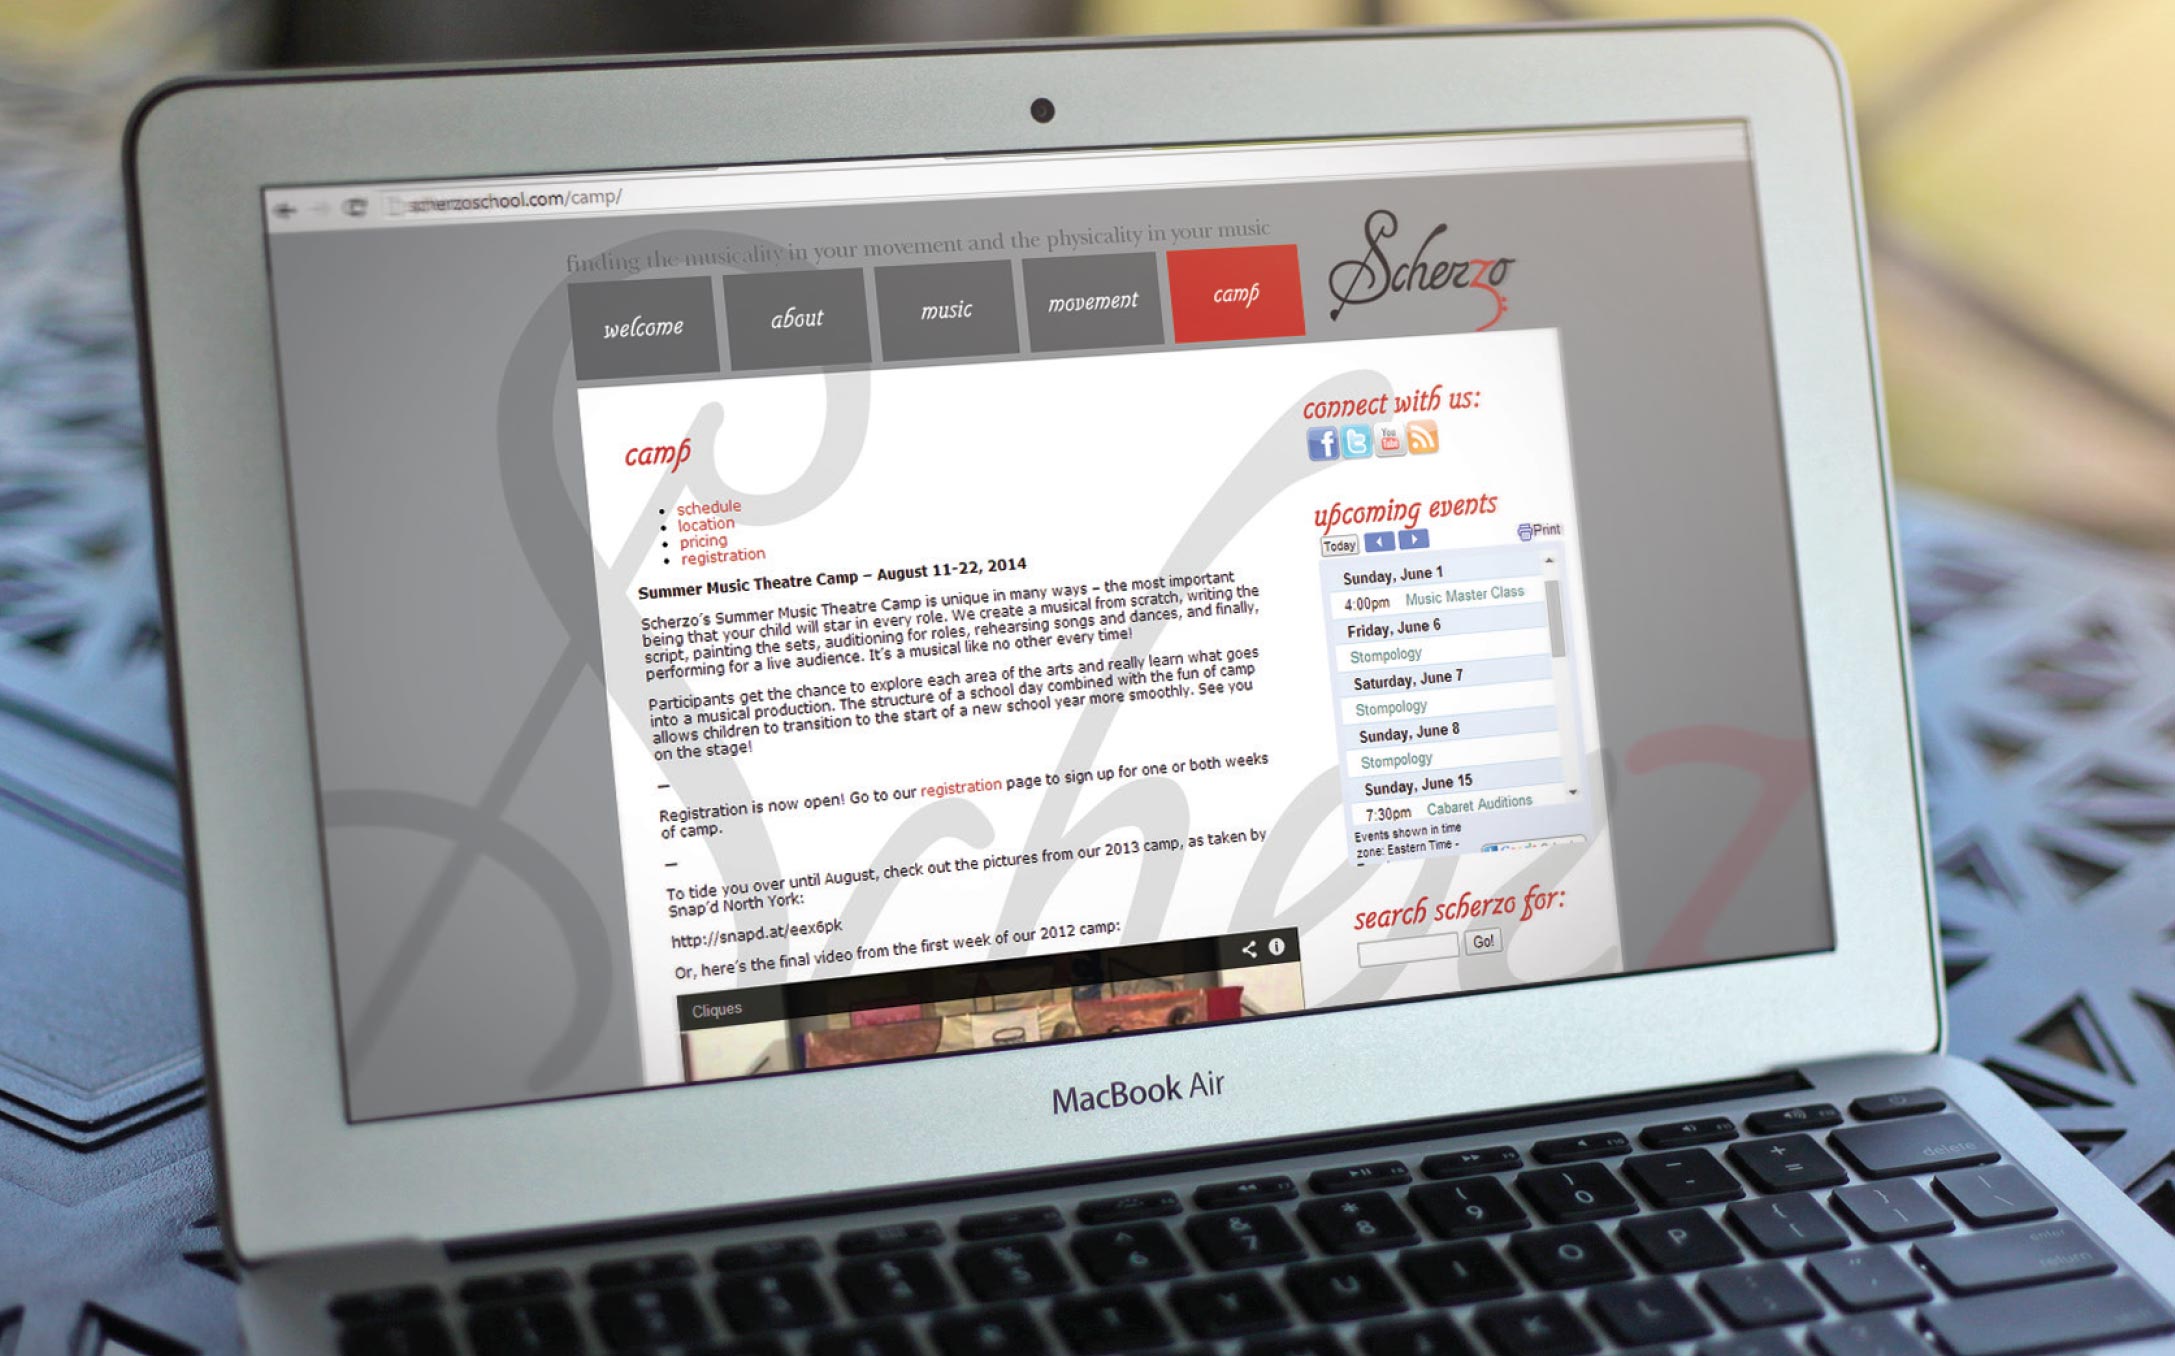 scherzoschool.com/camp/
finding the musicality in your movement and the physicality in your music
welcome
about
music
movement
camp
Scherzo
camp
• schedule
• location
• pricing
• registration
Summer Music Theatre Camp – August 11-22, 2014
Scherzo's Summer Music Theatre Camp is unique in many ways – the most important
being that your child will star in every role. We create a musical from scratch, writing the
script, painting the sets, auditioning for roles, rehearsing songs and dances, and finally,
performing for a live audience. It's a musical like no other every time!
Participants get the chance to explore each area of the arts and really learn what goes
into a musical production. The structure of a school day combined with the fun of camp
allows children to transition to the start of a new school year more smoothly. See you
on the stage!
—
Registration is now open! Go to our registration page to sign up for one or both weeks
of camp.
—
To tide you over until August, check out the pictures from our 2013 camp, as taken by
Snap'd North York:
http://snapd.at/eex6pk
Or, here's the final video from the first week of our 2012 camp:
Cliques
connect with us:
You
Tube
upcoming events
Today
Print
Sunday, June 1
4:00pm Music Master Class
Friday, June 6
Stompology
Saturday, June 7
Stompology
Sunday, June 8
Stompology
Sunday, June 15
7:30pm Cabaret Auditions
Events shown in time
zone: Eastern Time -
search scherzo for:
Go!
Scherz
MacBook Air
delete
^ & * ( ) _ +
6 7 8 9 0 - =
Y U I O P { }
[ ]
enter
return
K L